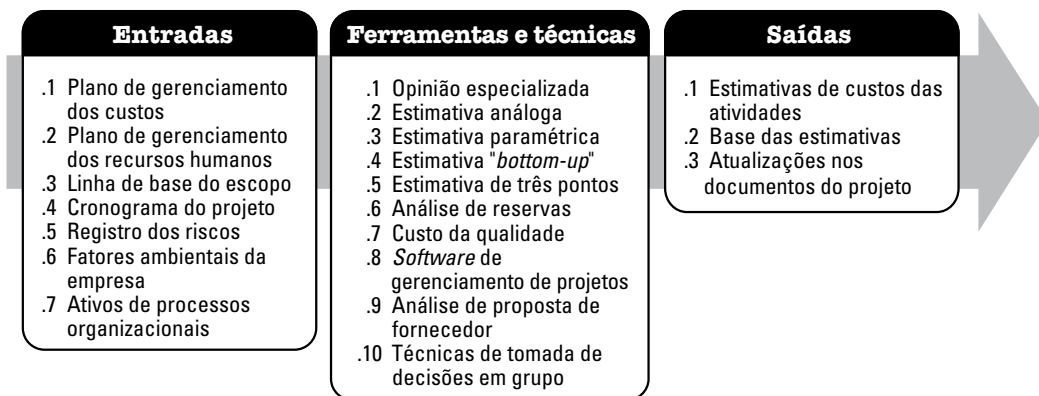 Entradas
.1 Plano de gerenciamento
dos custos
.2 Plano de gerenciamento
dos recursos humanos
.3 Linha de base do escopo
.4 Cronograma do projeto
.5 Registro dos riscos
.6 Fatores ambientais da
empresa
.7 Ativos de processos
organizacionais
Ferramentas e técnicas
.1 Opinião especializada
.2 Estimativa análoga
.3 Estimativa paramétrica
.4 Estimativa "bottom-up"
.5 Estimativa de três pontos
.6 Análise de reservas
.7 Custo da qualidade
.8 Software de
gerenciamento de projetos
.9 Análise de proposta de
fornecedor
.10 Técnicas de tomada de
decisões em grupo
Saídas
.1 Estimativas de custos das
atividades
.2 Base das estimativas
.3 Atualizações nos
documentos do projeto